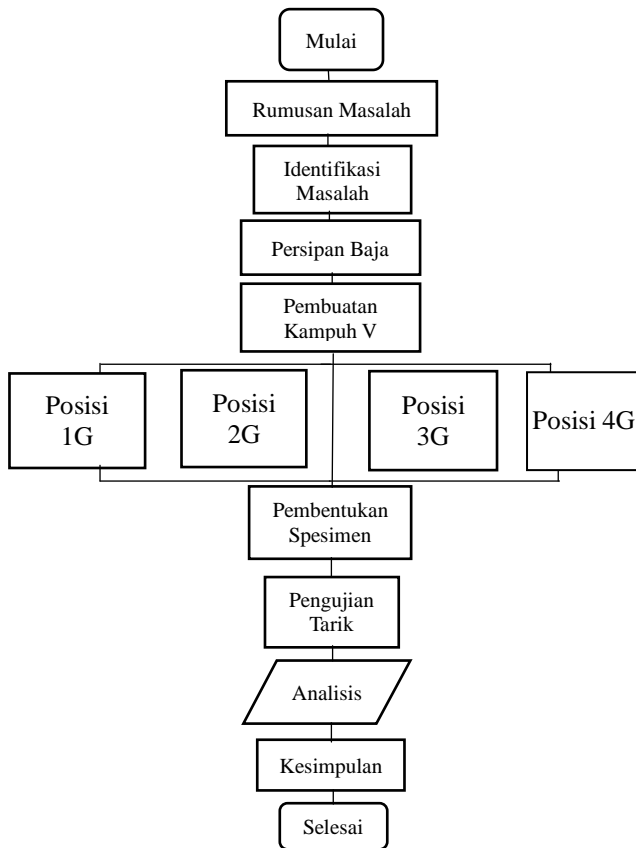 Mulai
Rumusan Masalah
Identifikasi
Masalah
Persipan Baja
Pembuatan
Kampuh V
Posisi
1G
Posisi
2G
Posisi
3G
Posisi 4G
Pembentukan
Spesimen
Pengujian
Tarik
Analisis
Kesimpulan
Selesai